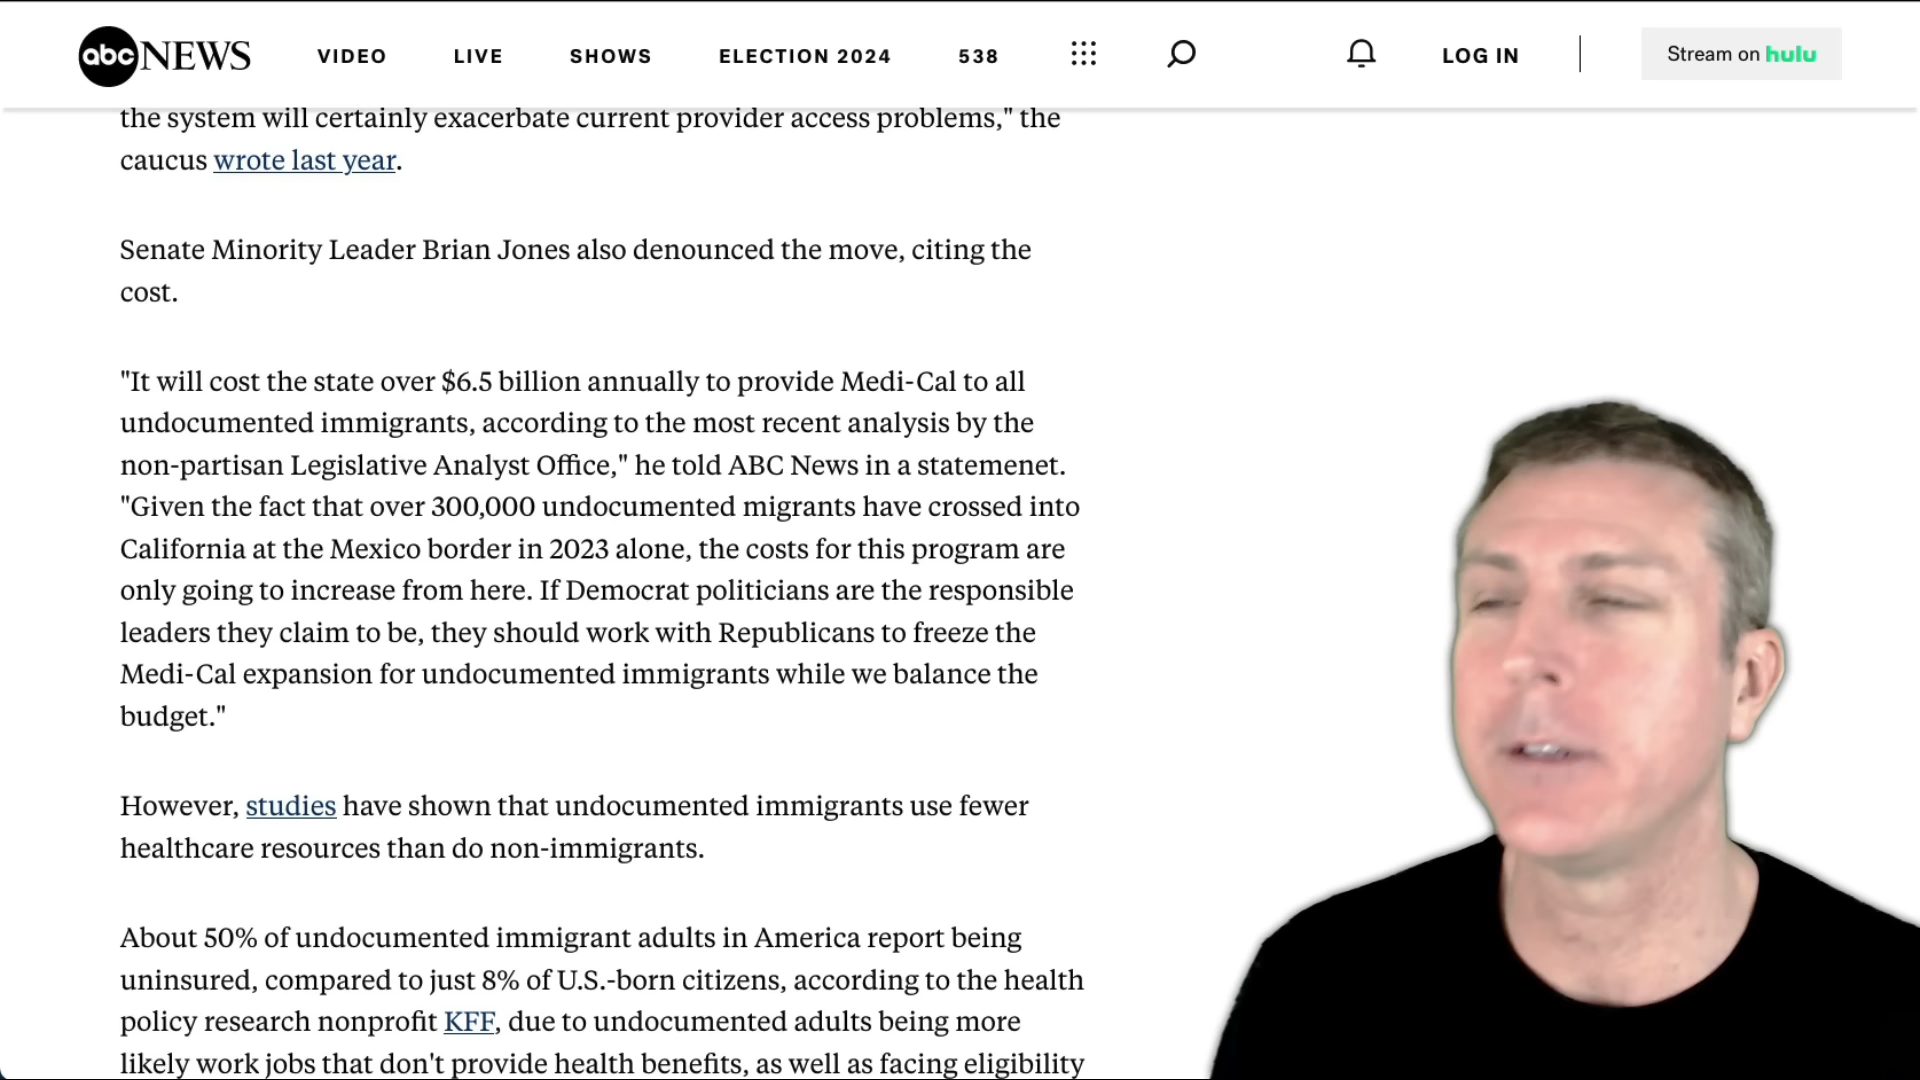 abc NEWS VIDEO LIVE SHOWS ELECTION 2024 538 LOG IN Stream on hulu
the system will certainly exacerbate current provider access problems," the
caucus wrote last year.
Senate Minority Leader Brian Jones also denounced the move, citing the
cost.
"It will cost the state over $6.5 billion annually to provide Medi-Cal to all
undocumented immigrants, according to the most recent analysis by the
non-partisan Legislative Analyst Office," he told ABC News in a statemenet.
"Given the fact that over 300,000 undocumented migrants have crossed into
California at the Mexico border in 2023 alone, the costs for this program are
only going to increase from here. If Democrat politicians are the responsible
leaders they claim to be, they should work with Republicans to freeze the
Medi-Cal expansion for undocumented immigrants while we balance the
budget."
However, studies have shown that undocumented immigrants use fewer
healthcare resources than do non-immigrants.
About 50% of undocumented immigrant adults in America report being
uninsured, compared to just 8% of U.S.-born citizens, according to the health
policy research nonprofit KFF, due to undocumented adults being more
likely work jobs that don't provide health benefits, as well as facing eligibility